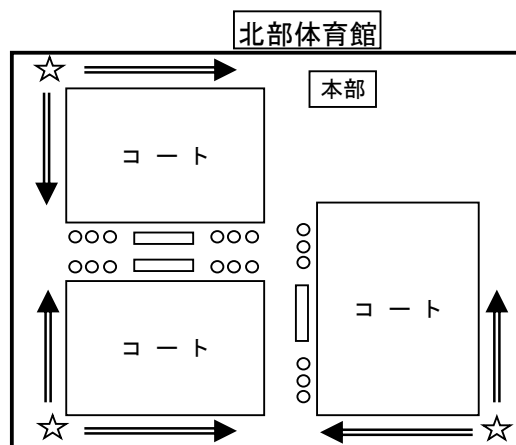 北部体育館
本部
コ ー ト
コ ー ト
コ ー ト